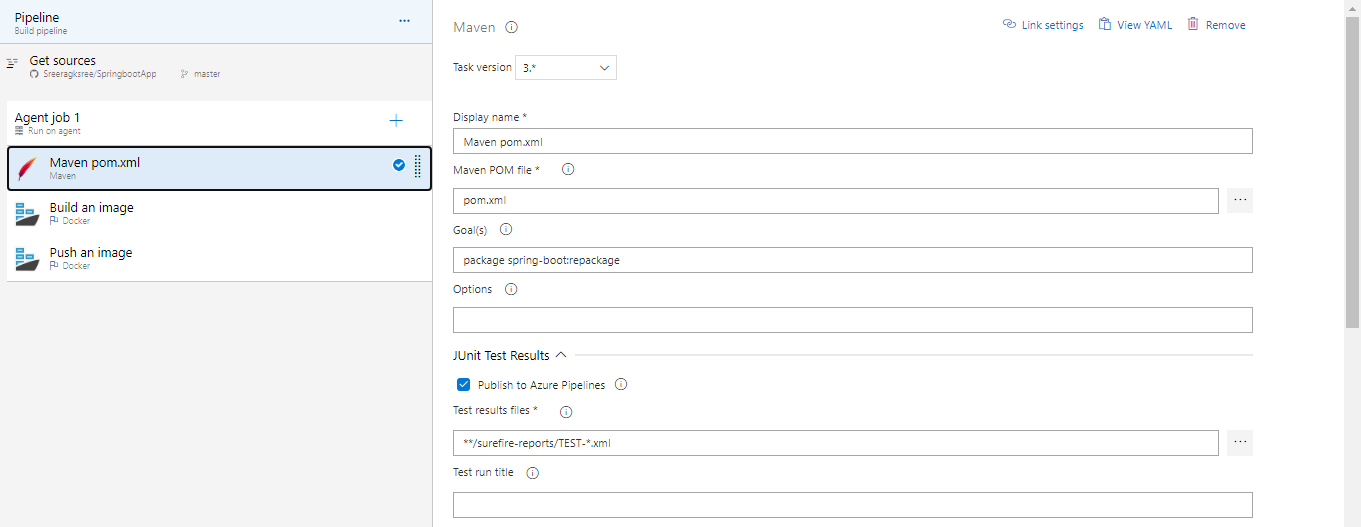 Pipeline
...
Build pipeline
Get sources
Sreeragksree/SpringbootApp master
Agent job 1
Run on agent
Maven pom.xml
Maven
Build an image
Docker
Push an image
Docker
Maven
Link settings View YAML Remove
Task version 3.*
Display name *
Maven pom.xml
Maven POM file *
pom.xml
...
Goal(s)
package spring-boot:repackage
Options
JUnit Test Results
Publish to Azure Pipelines
Test results files *
**/surefire-reports/TEST-*.xml
...
Test run title